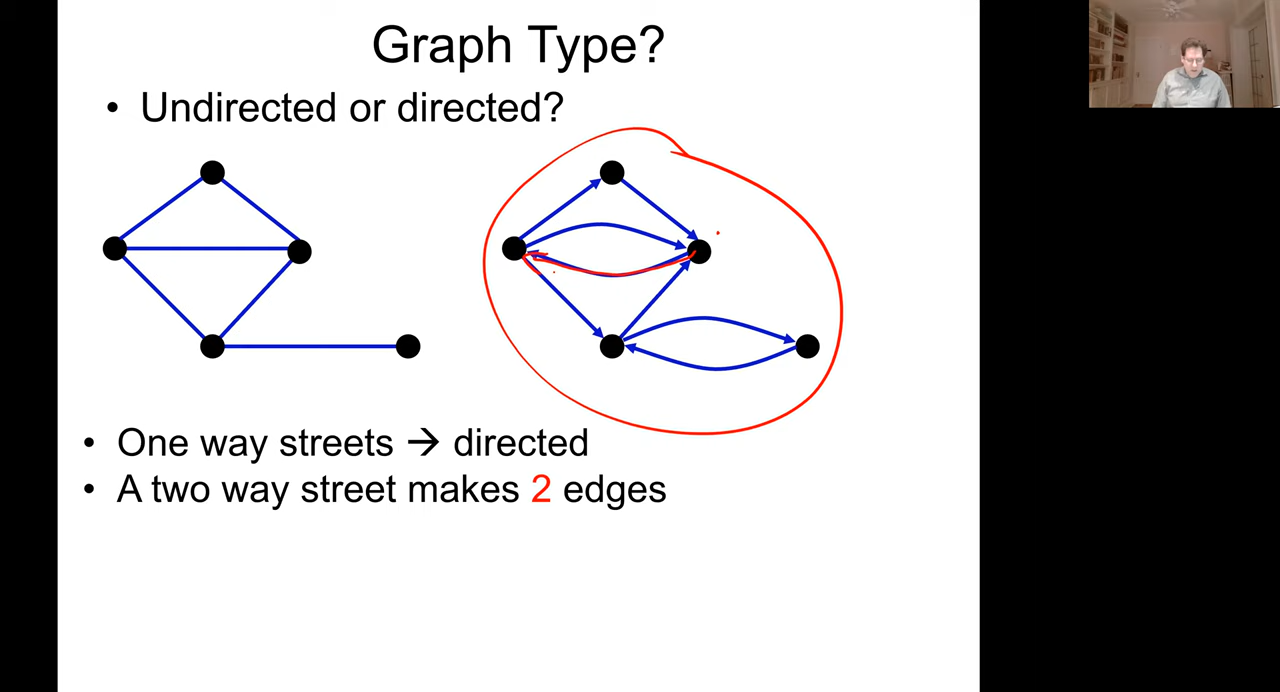 Graph Type?
• Undirected or directed?
• One way streets → directed
• A two way street makes 2 edges